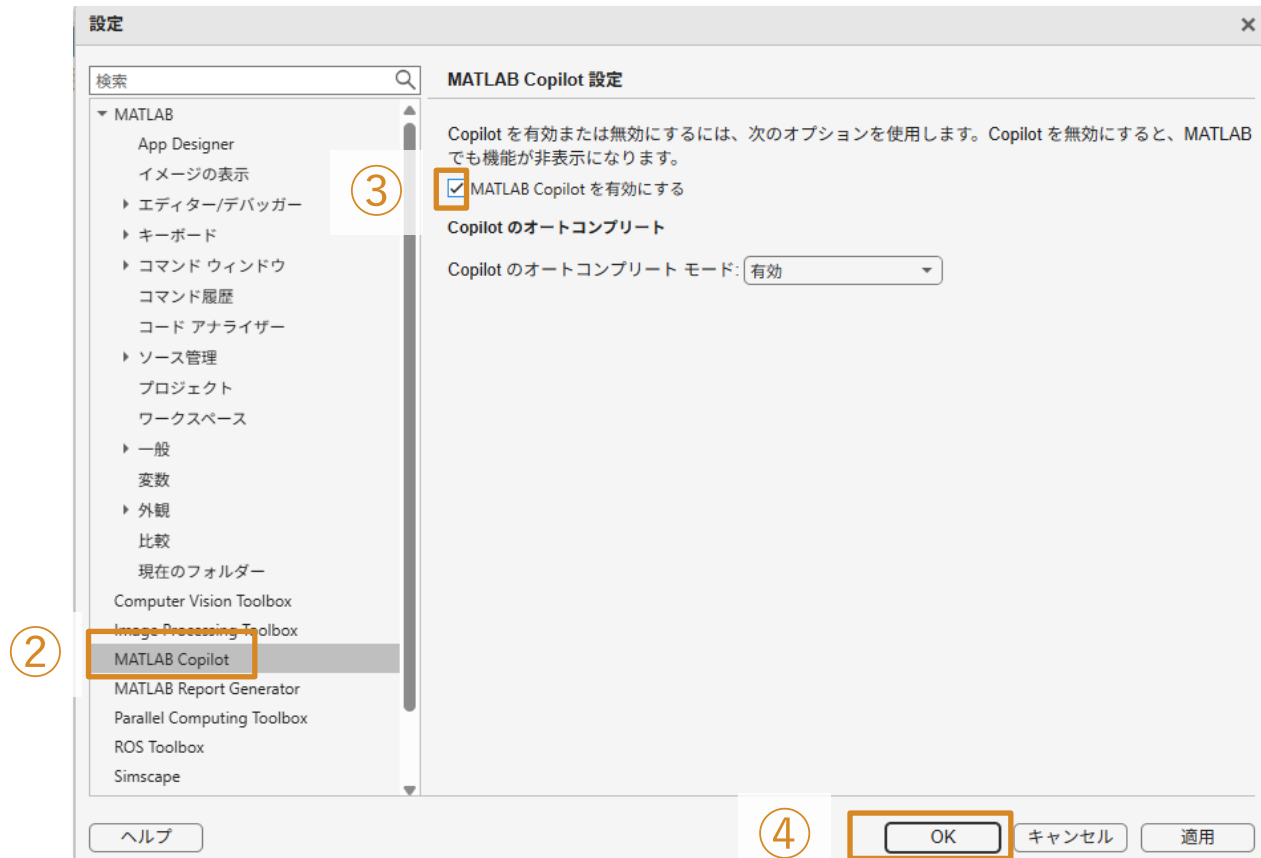 設定
検索
MATLAB
App Designer
イメージの表示
エディター/デバッガー
キーボード
コマンド ウィンドウ
コマンド履歴
コード アナライザー
ソース管理
プロジェクト
ワークスペース
一般
変数
外観
比較
現在のフォルダー
Computer Vision Toolbox
Image Processing Toolbox
②
MATLAB Copilot
MATLAB Report Generator
Parallel Computing Toolbox
ROS Toolbox
Simscape
MATLAB Copilot 設定
Copilot を有効または無効にするには、次のオプションを使用します。Copilot を無効にすると、MATLAB
でも機能が非表示になります。
③
MATLAB Copilot を有効にする
Copilot のオートコンプリート
Copilot のオートコンプリート モード: 有効
ヘルプ
④
OK
キャンセル
適用